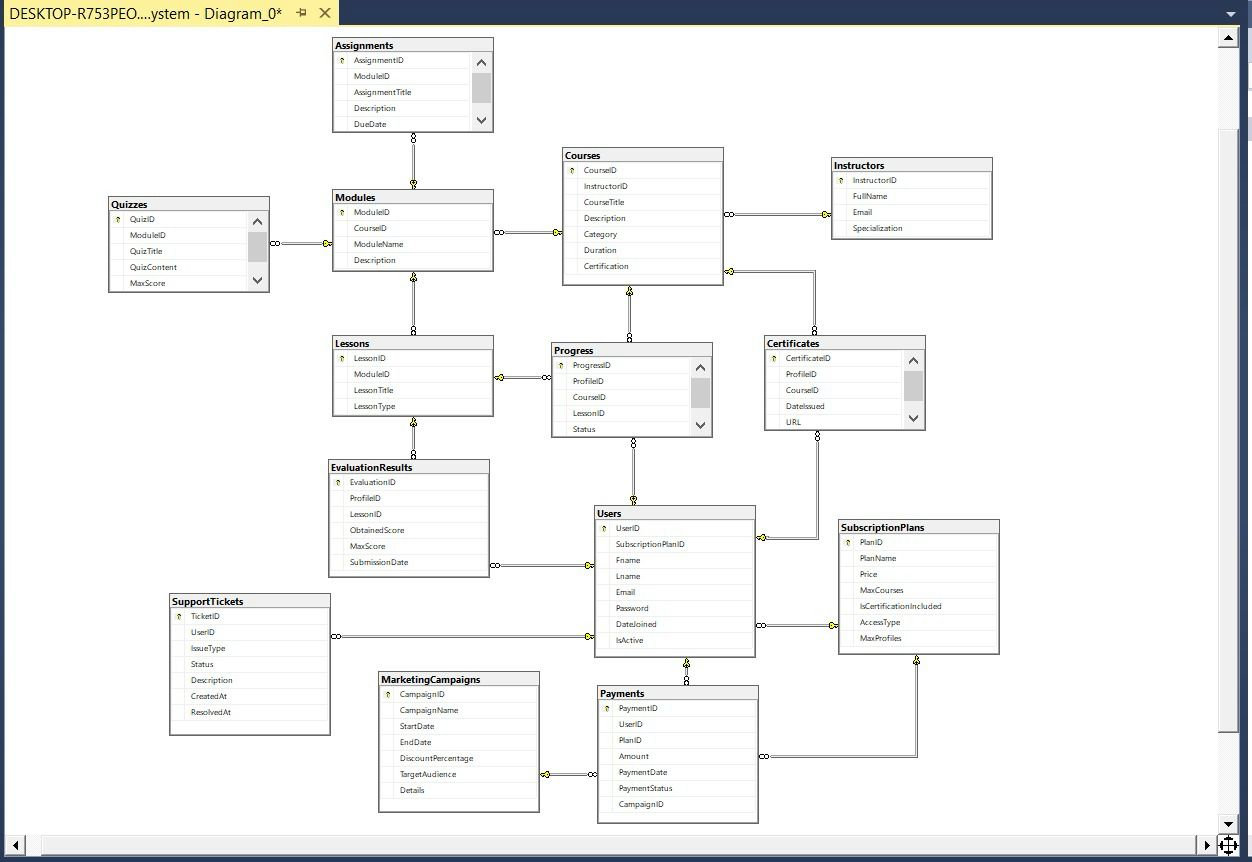 DESKTOP-R753PEO....ystem - Diagram_0*
Assignments
AssignmentID
ModuleID
AssignmentTitle
Description
DueDate
Courses
CourseID
InstructorID
CourseTitle
Description
Category
Duration
Certification
Instructors
InstructorID
FullName
Email
Specialization
Quizzes
QuizID
ModuleID
QuizTitle
QuizContent
MaxScore
Modules
ModuleID
CourseID
ModuleName
Description
Lessons
LessonID
ModuleID
LessonTitle
LessonType
Progress
ProgressID
ProfileID
CourseID
LessonID
Status
Certificates
CertificateID
ProfileID
CourseID
DateIssued
URL
EvaluationResults
EvaluationID
ProfileID
LessonID
ObtainedScore
MaxScore
SubmissionDate
Users
UserID
SubscriptionPlanID
Fname
Lname
Email
Password
DateJoined
IsActive
SubscriptionPlans
PlanID
PlanName
Price
MaxCourses
IsCertificationIncluded
AccessType
MaxProfiles
SupportTickets
TicketID
UserID
IssueType
Status
Description
CreatedAt
ResolvedAt
MarketingCampaigns
CampaignID
CampaignName
StartDate
EndDate
DiscountPercentage
TargetAudience
Details
Payments
PaymentID
UserID
PlanID
Amount
PaymentDate
PaymentStatus
CampaignID